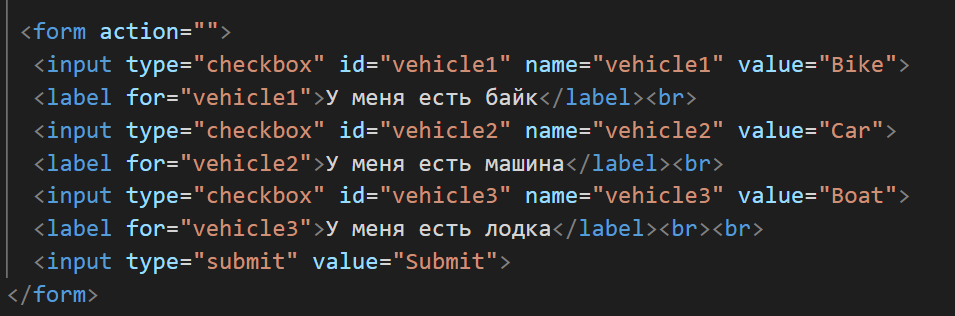 <form action="">
<input type="checkbox" id="vehicle1" name="vehicle1" value="Bike">
<label for="vehicle1">У меня есть байк</label><br>
<input type="checkbox" id="vehicle2" name="vehicle2" value="Car">
<label for="vehicle2">У меня есть машина</label><br>
<input type="checkbox" id="vehicle3" name="vehicle3" value="Boat">
<label for="vehicle3">У меня есть лодка</label><br><br>
<input type="submit" value="Submit">
</form>